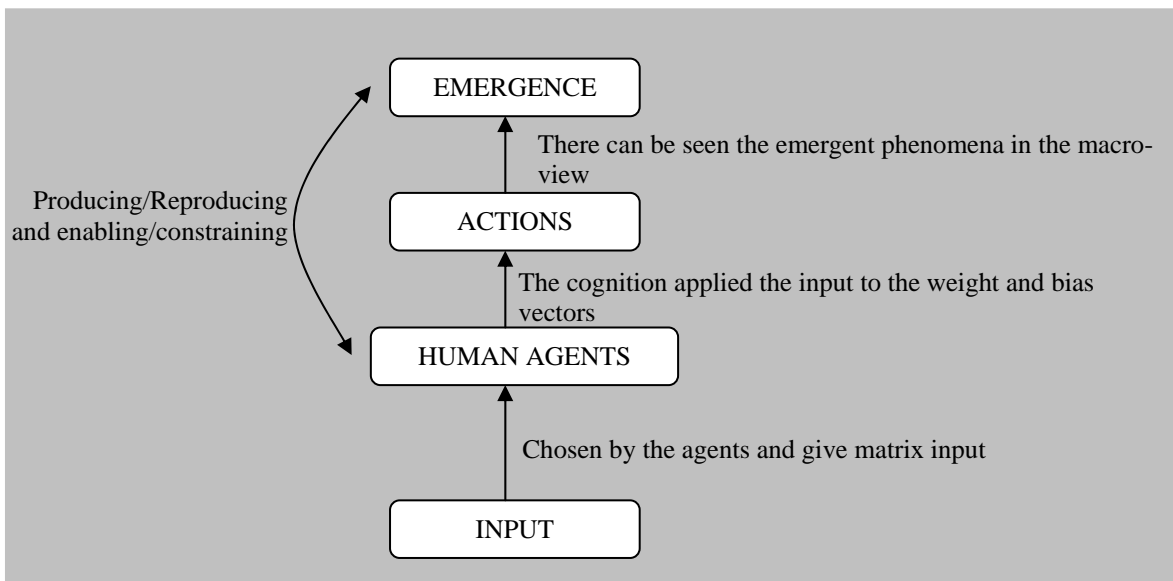 EMERGENCE
There can be seen the emergent phenomena in the macro-
view
Producing/Reproducing
and enabling/constraining
ACTIONS
The cognition applied the input to the weight and bias
vectors
HUMAN AGENTS
Chosen by the agents and give matrix input
INPUT